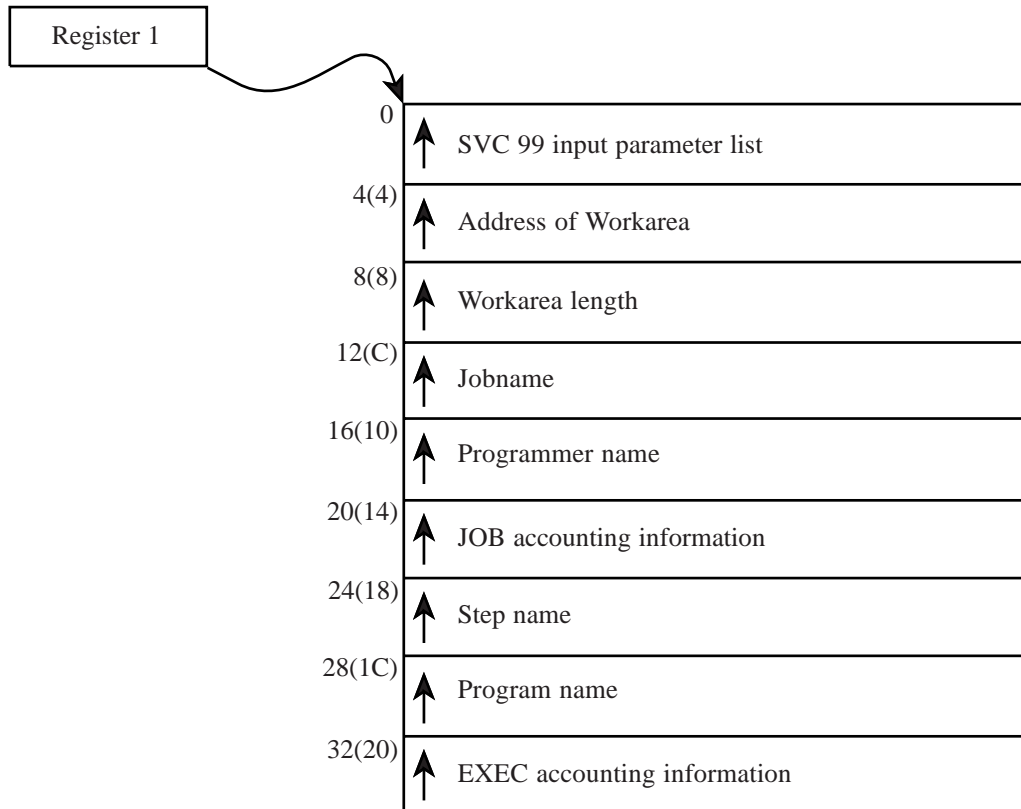 Register 1
0
SVC 99 input parameter list
4(4)
Address of Workarea
8(8)
Workarea length
12(C)
Jobname
16(10)
Programmer name
20(14)
JOB accounting information
24(18)
Step name
28(1C)
Program name
32(20)
EXEC accounting information